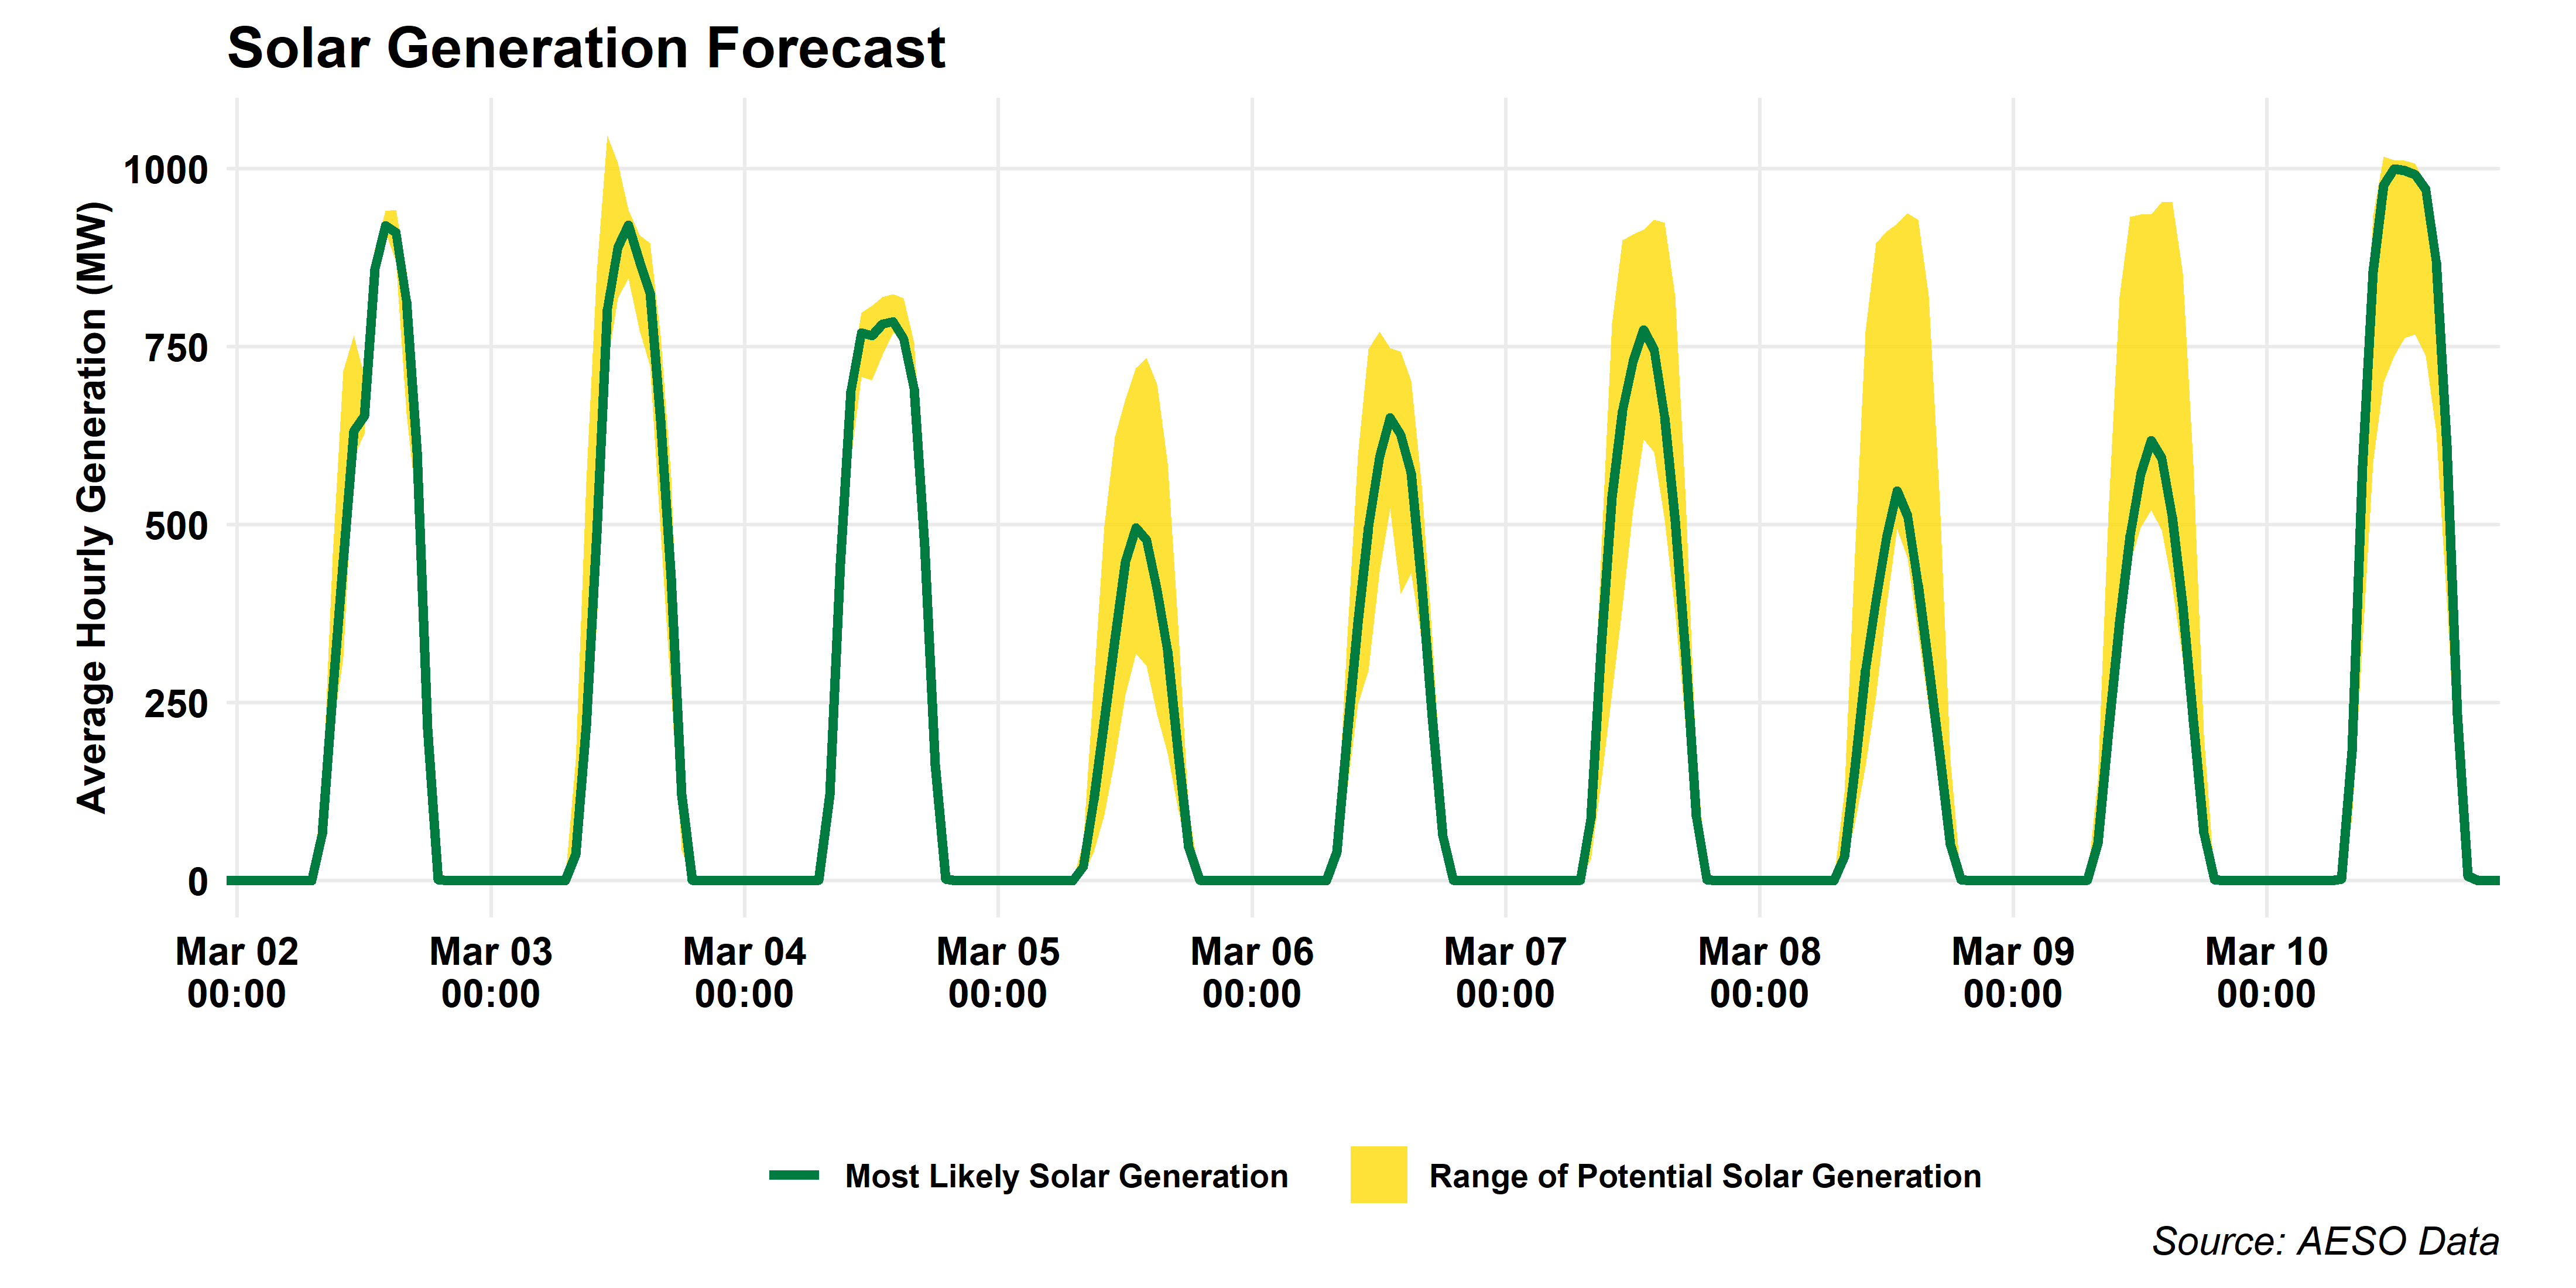 Solar Generation Forecast
Average Hourly Generation (MW)
1000
750
500
250
0
Mar 02 Mar 03 Mar 04 Mar 05 Mar 06 Mar 07 Mar 08 Mar 09 Mar 10
00:00 00:00 00:00 00:00 00:00 00:00 00:00 00:00 00:00
Most Likely Solar Generation Range of Potential Solar Generation
Source: AESO Data